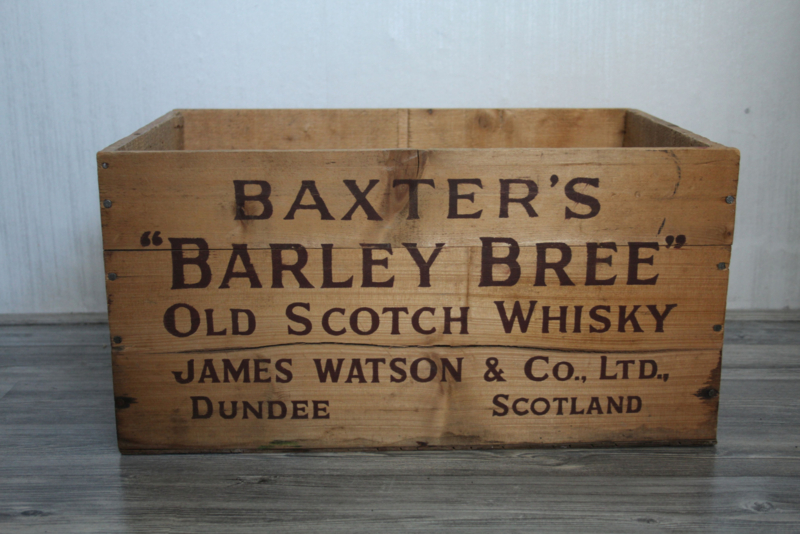 BAXTER'S
"BARLEY BREE"
OLD SCOTCH WHISKY
JAMES WATSON & CO., LTD.,
DUNDEE SCOTLAND